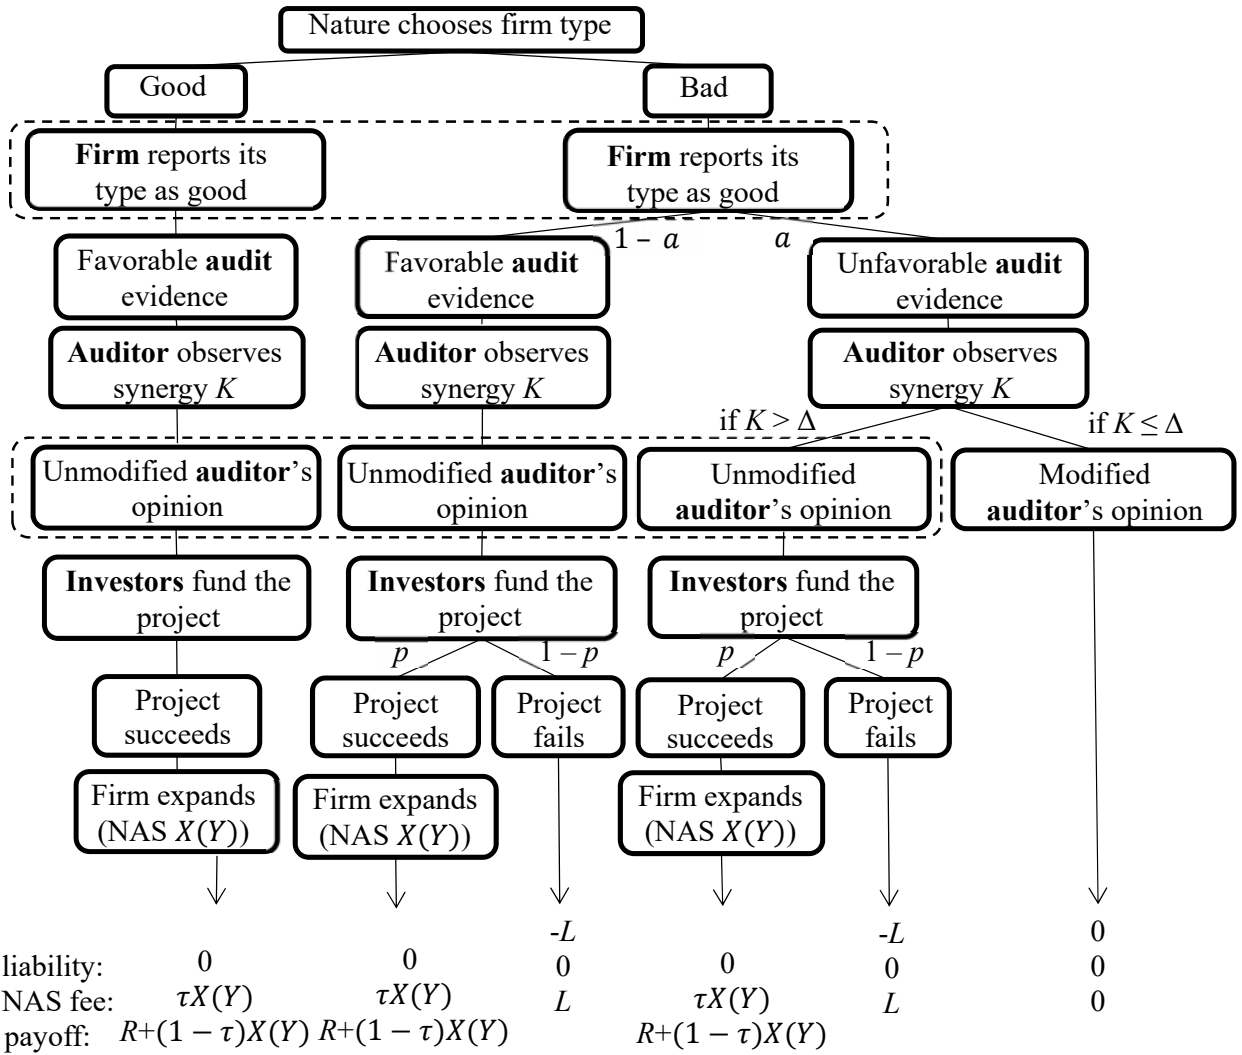 Nature chooses firm type
Good
Bad
Firm reports its
type as good
Firm reports its
type as good
1 − a
a
Favorable audit
evidence
Favorable audit
evidence
Unfavorable audit
evidence
Auditor observes
synergy K
Auditor observes
synergy K
Auditor observes
synergy K
if K > Δ
if K ≤ Δ
Unmodified auditor's
opinion
Unmodified auditor's
opinion
Unmodified
auditor's opinion
Modified
auditor's opinion
Investors fund the
project
Investors fund the
project
Investors fund the
project
p
1 – p
p
1 – p
Project
succeeds
Project
succeeds
Project
fails
Project
succeeds
Project
fails
Firm expands
(NAS X(Y))
Firm expands
(NAS X(Y))
Firm expands
(NAS X(Y))
-L
-L
0
liability:
0
0
0
0
0
0
NAS fee:
τX(Y)
τX(Y)
L
τX(Y)
L
0
payoff:
R+(1 − τ)X(Y)
R+(1 − τ)X(Y)
R+(1 − τ)X(Y)